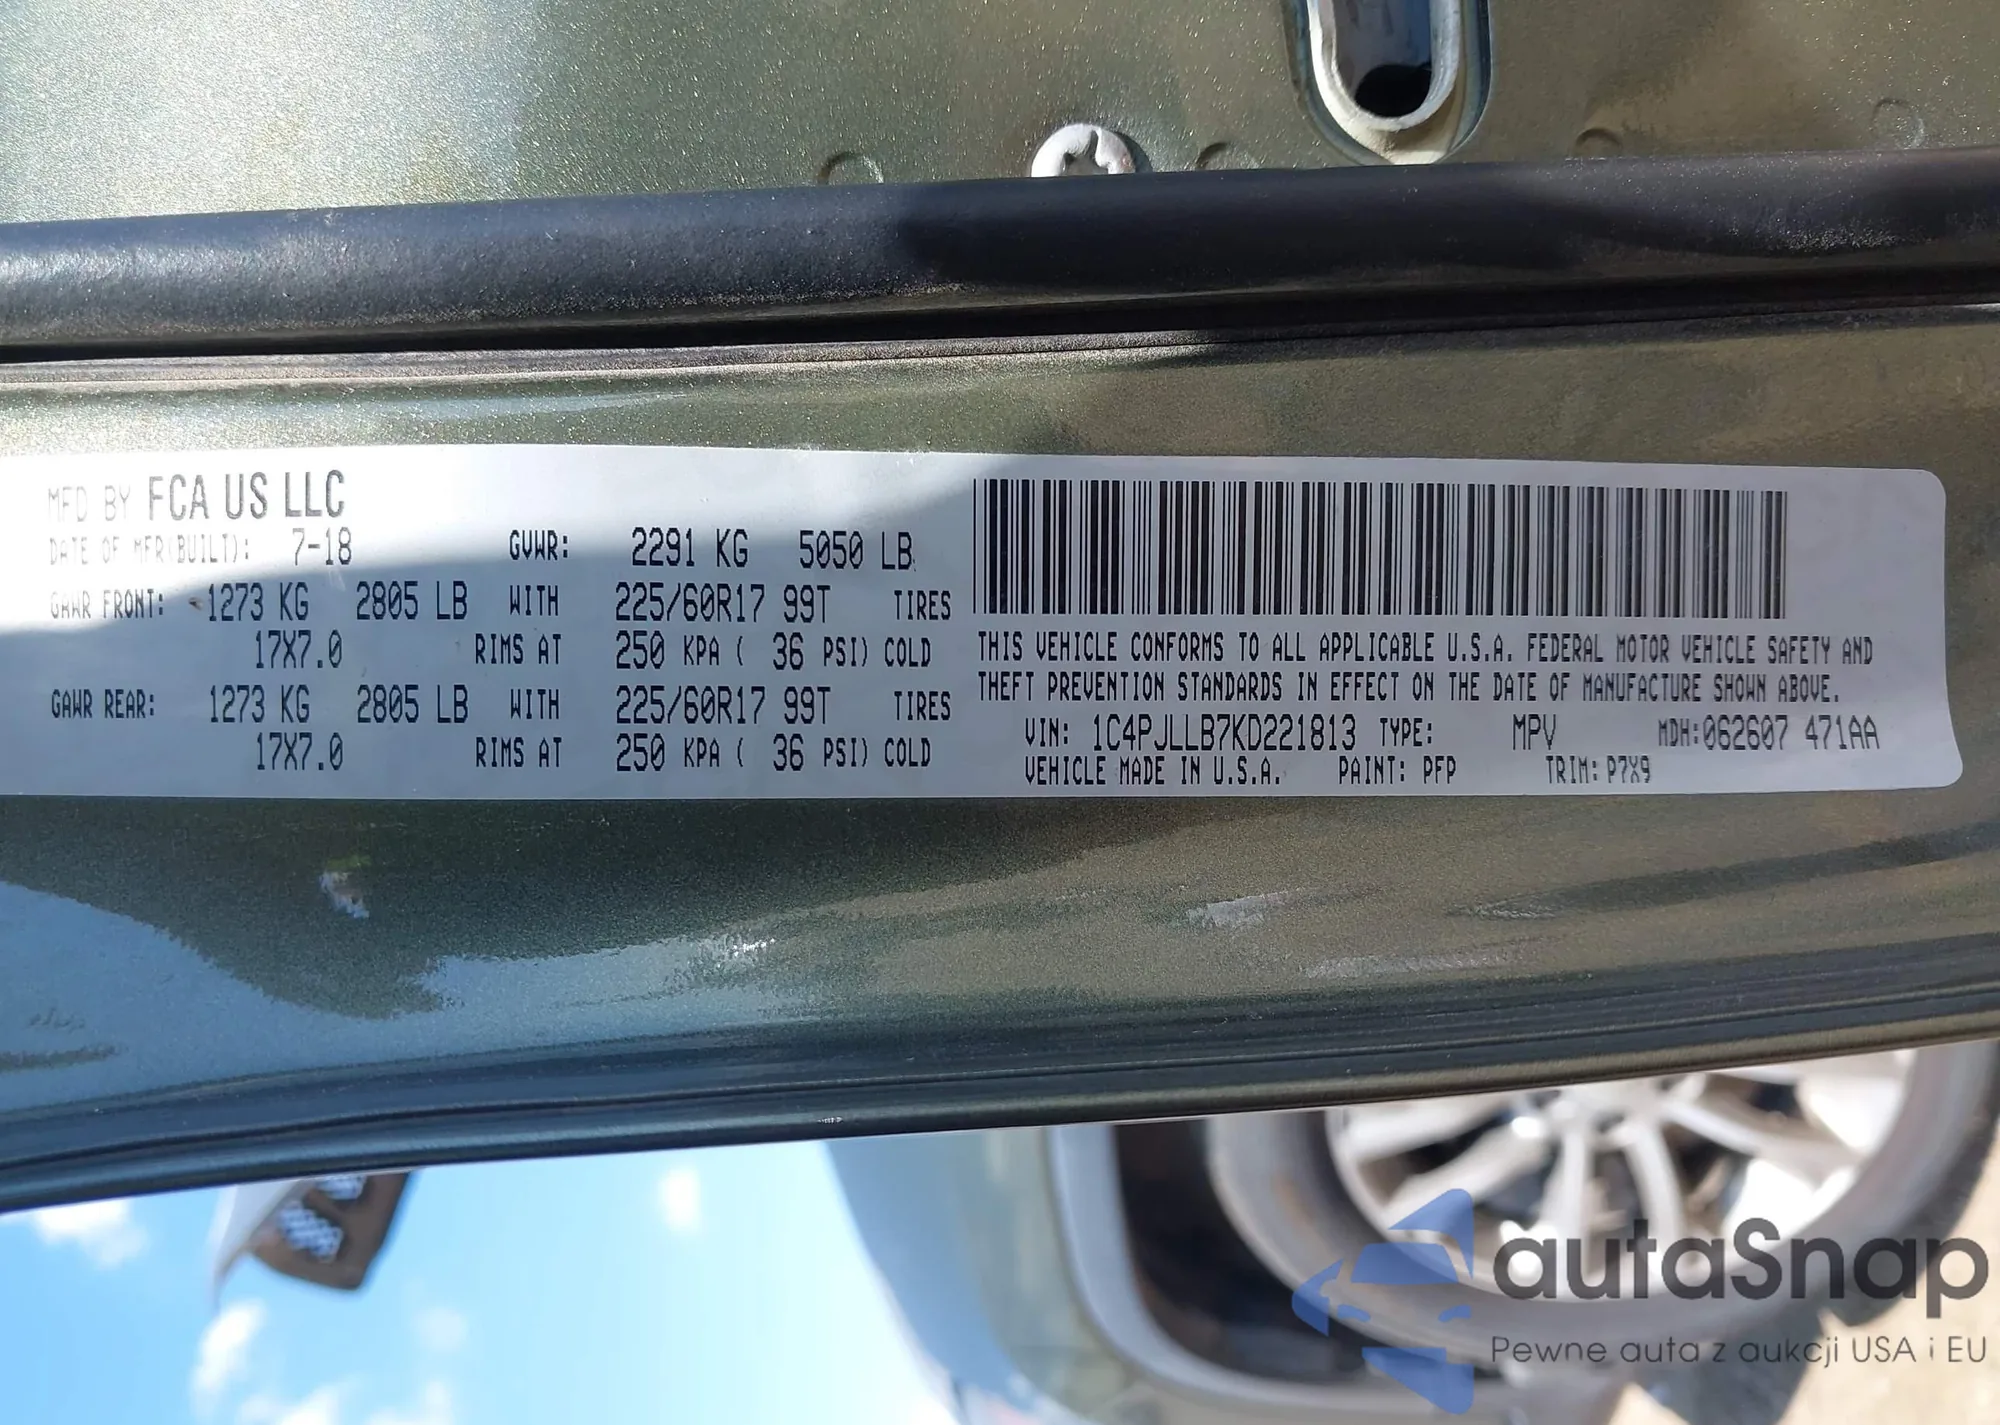 MFD BY FCA US LLC
DATE OF MFR(BUILT): 7-18 GVWR: 2291 KG 5050 LB
GAWR FRONT: 1273 KG 2805 LB WITH 225/60R17 99T TIRES
17X7.0 RIMS AT 250 KPA ( 36 PSI) COLD
GAWR REAR: 1273 KG 2805 LB WITH 225/60R17 99T TIRES
17X7.0 RIMS AT 250 KPA ( 36 PSI) COLD
THIS VEHICLE CONFORMS TO ALL APPLICABLE U.S.A. FEDERAL MOTOR VEHICLE SAFETY AND
THEFT PREVENTION STANDARDS IN EFFECT ON THE DATE OF MANUFACTURE SHOWN ABOVE.
VIN: 1C4PJLLB7KD221813 TYPE: MPV MDH:062607 471AA
VEHICLE MADE IN U.S.A. PAINT: PFP TRIM: P7X9
autaSnap
Pewne auta z aukcji USA i EU